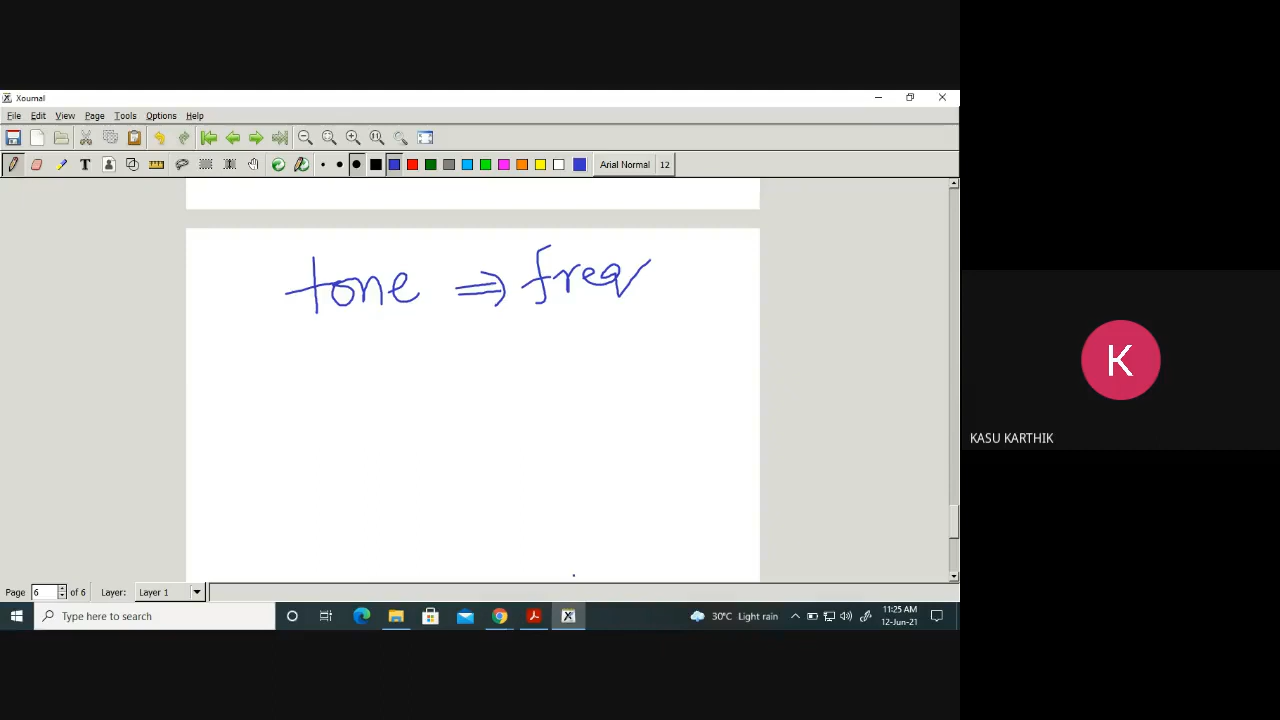 Xournal
File Edit View Page Tools Options Help
T Arial Normal 12
tone ⇒ freq
K
KASU KARTHIK
Page 6 of 6 Layer: Layer 1
Type here to search 30°C Light rain 11:25 AM
12-Jun-21